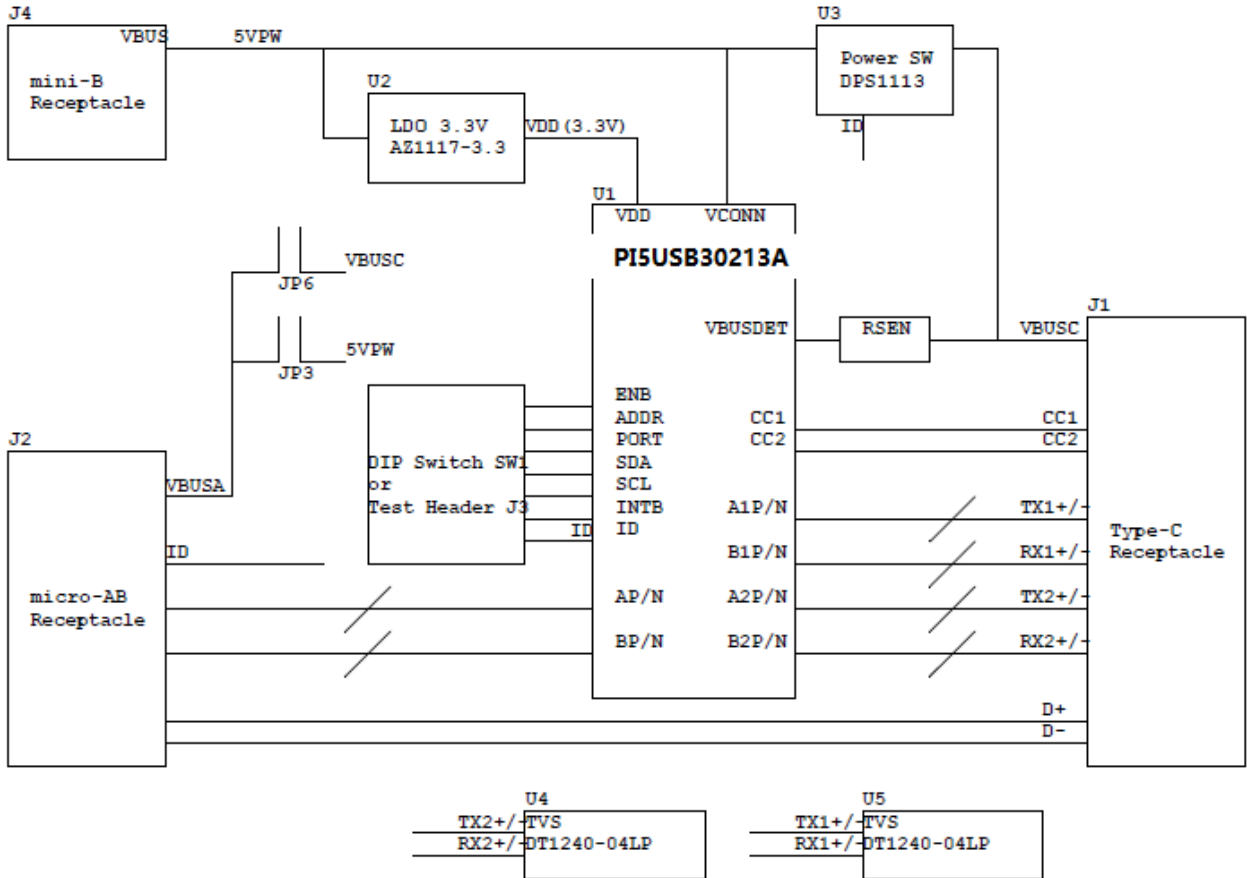 J4
U3
VBUS
5VPW
mini-B
Receptacle
U2
Power SW
DPS1113
LDO 3.3V
AZ1117-3.3
VDD(3.3V)
ID
U1
VDD
VCONN
PI5USB30213A
VBUSC
JP6
J1
VBUSDET
RSEN
VBUSC
5VPW
JP3
ENB
ADDR
CC1
CC1
J2
PORT
CC2
CC2
DIP Switch SW1
or
Test Header J3
SDA
SCL
VBUSA
INTB
A1P/N
TX1+/-
ID
ID
Type-C
Receptacle
ID
B1P/N
RX1+/-
micro-AB
Receptacle
AP/N
A2P/N
TX2+/-
BP/N
B2P/N
RX2+/-
D+
D-
U4
U5
TX2+/-
TVS
TX1+/-
TVS
RX2+/-
DT1240-04LP
RX1+/-
DT1240-04LP